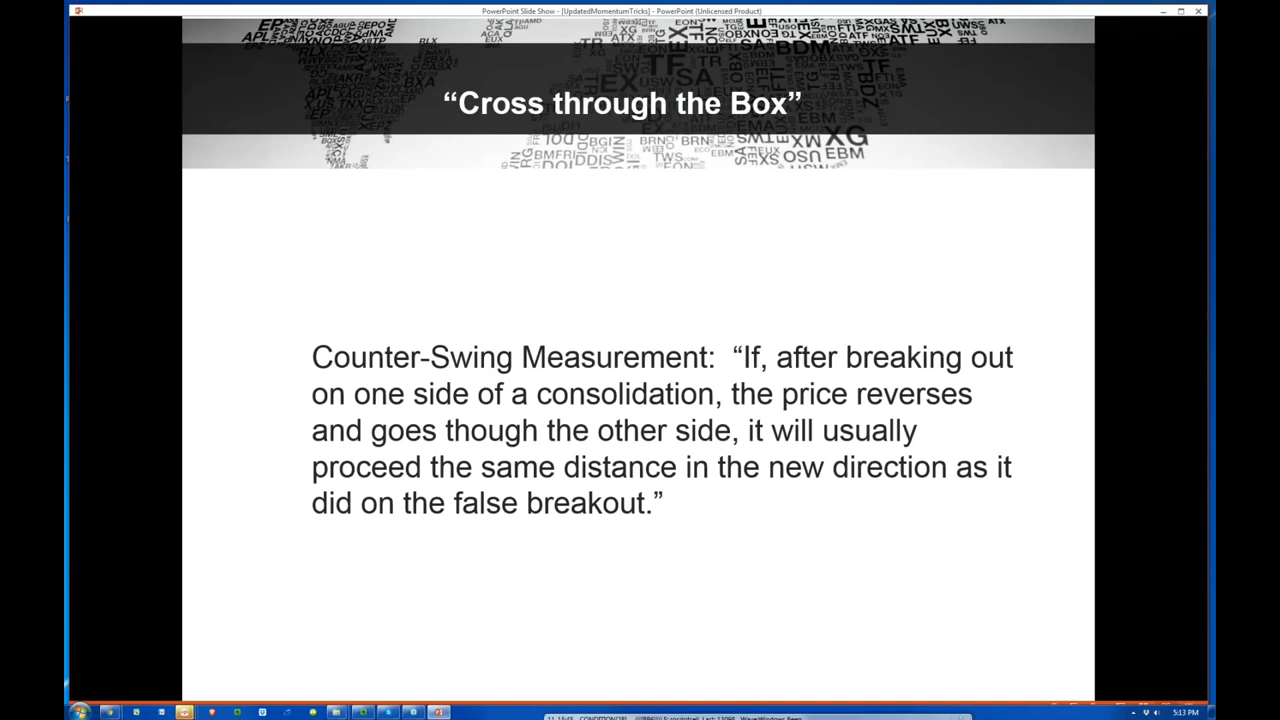 PowerPoint Slide Show - [UpdatedMomentumTricks] - PowerPoint (Unlicensed Product)
“Cross through the Box”
Counter-Swing Measurement:  “If, after breaking out
on one side of a consolidation, the price reverses
and goes though the other side, it will usually
proceed the same distance in the new direction as it
did on the false breakout.”
5:13 PM